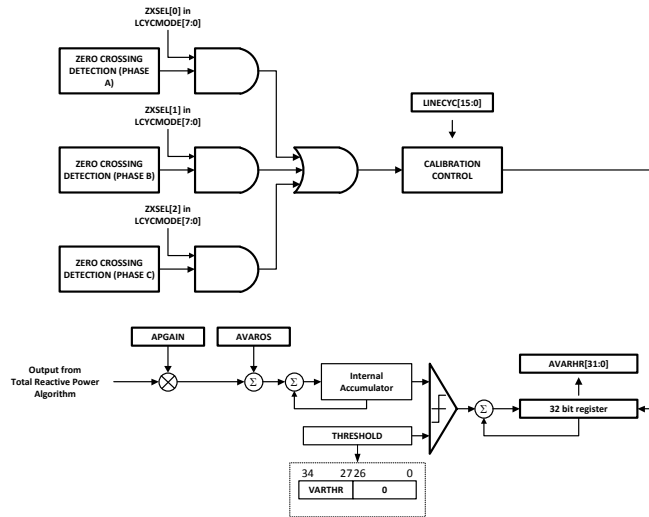 ZXSEL[0] in
LCYCMODE[7:0]
ZERO CROSSING
DETECTION (PHASE
A)
ZXSEL[1] in
LCYCMODE[7:0]
ZERO CROSSING
DETECTION (PHASE B)
ZXSEL[2] in
LCYCMODE[7:0]
ZERO CROSSING
DETECTION (PHASE C)
LINECYC[15:0]
CALIBRATION
CONTROL
APGAIN
AVAROS
Output from
Total Reactive Power
Algorithm
Σ
Σ
Internal
Accumulator
THRESHOLD
34 27 26 0
VARTHR 0
Σ
AVARHR[31:0]
32 bit register